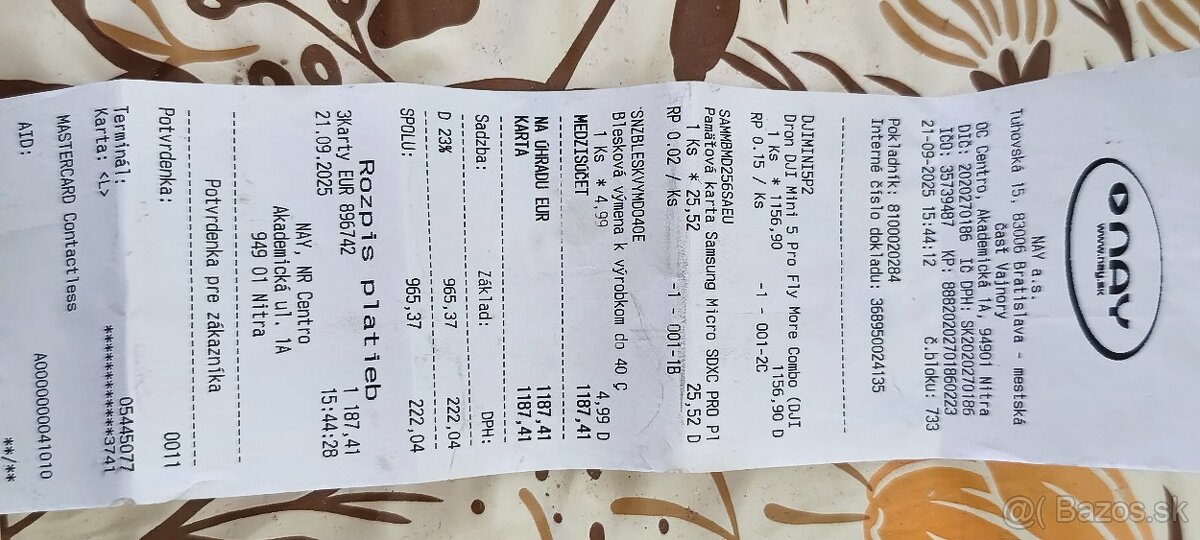 ONAY
www.nay.sk
NAY a.s.
Tuhovská 15, 83006 Bratislava - mestská
časť Vajnory
OC Centro, Akademická 1A, 94901 Nitra
DIČ: 2020270186 IČ DPH: SK2020270186
IČO: 35739487 KP: 88820202701860223
21-09-2025 15:44:12 č.bloku: 733
Pokladník: 8100020284
Interné číslo dokladu: 368950024135
DJIMINI5P2
Dron DJI Mini 5 Pro Fly More Combo (DJI
1 Ks * 1156,90 1156,90 D
RP 0.15 / Ks -1 - 001-2C
SAMMBMD256SAEU
Pamäťová karta Samsung Micro SDXC PRO Pl
1 Ks * 25,52 25,52 D
RP 0.02 / Ks -1 - 001-1B
'SNZBLESKVYMD040E
Blesková výmena k výrobkom do 40 Ç
1 Ks * 4,99 4,99 D
MEDZISÚČET 1187,41
NA ÚHRADU EUR 1187,41
KARTA 1187,41
Sadzba: Základ: DPH:
D 23% 965,37 222,04
SPOLU: 965,37 222,04
Rozpis platieb
3Karty EUR 896742 1 187,41
21.09.2025 15:44:28
NAY, NR Centro
Akademická ul. 1A
949 01 Nitra
Potvrdenka pre zákazníka
Potvrdenka: 0011
Terminál: 05445077
Karta: <L> ************3741
MASTERCARD Contactless
AID: A0000000041010
**/**
@( Bazos.sk